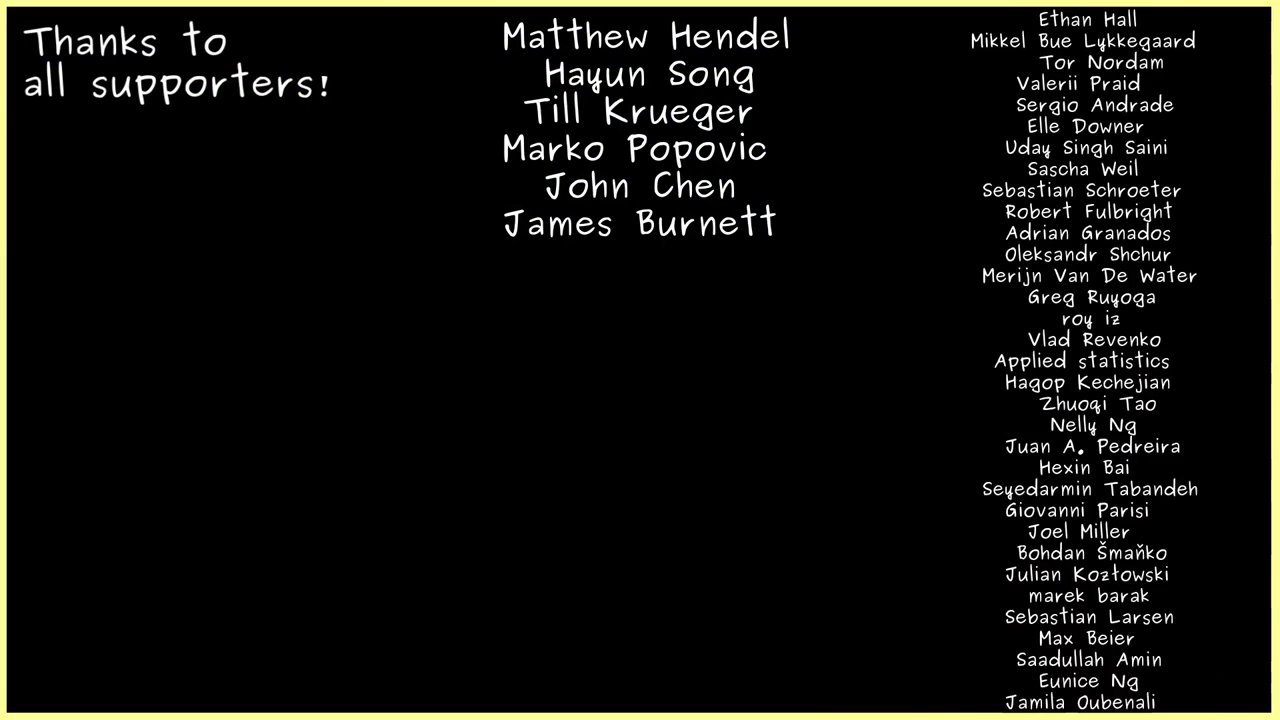 Thanks to
all supporters!
Matthew Hendel
Hayun Song
Till Krueger
Marko Popovic
John Chen
James Burnett
Ethan Hall
Mikkel Bue Lykkegaard
Tor Nordam
Valerii Praid
Sergio Andrade
Elle Downer
Uday Singh Saini
Sascha Weil
Sebastian Schroeter
Robert Fulbright
Adrian Granados
Oleksandr Shchur
Merijn Van De Water
Greg Ruyoga
roy iz
Vlad Revenko
Applied statistics
Hagop Kechejian
Zhuoqi Tao
Nelly Ng
Juan A. Pedreira
Hexin Bai
Seyedarmin Tabandeh
Giovanni Parisi
Joel Miller
Bohdan Šmaňko
Julian Kozłowski
marek barak
Sebastian Larsen
Max Beier
Saadullah Amin
Eunice Ng
Jamila Oubenali